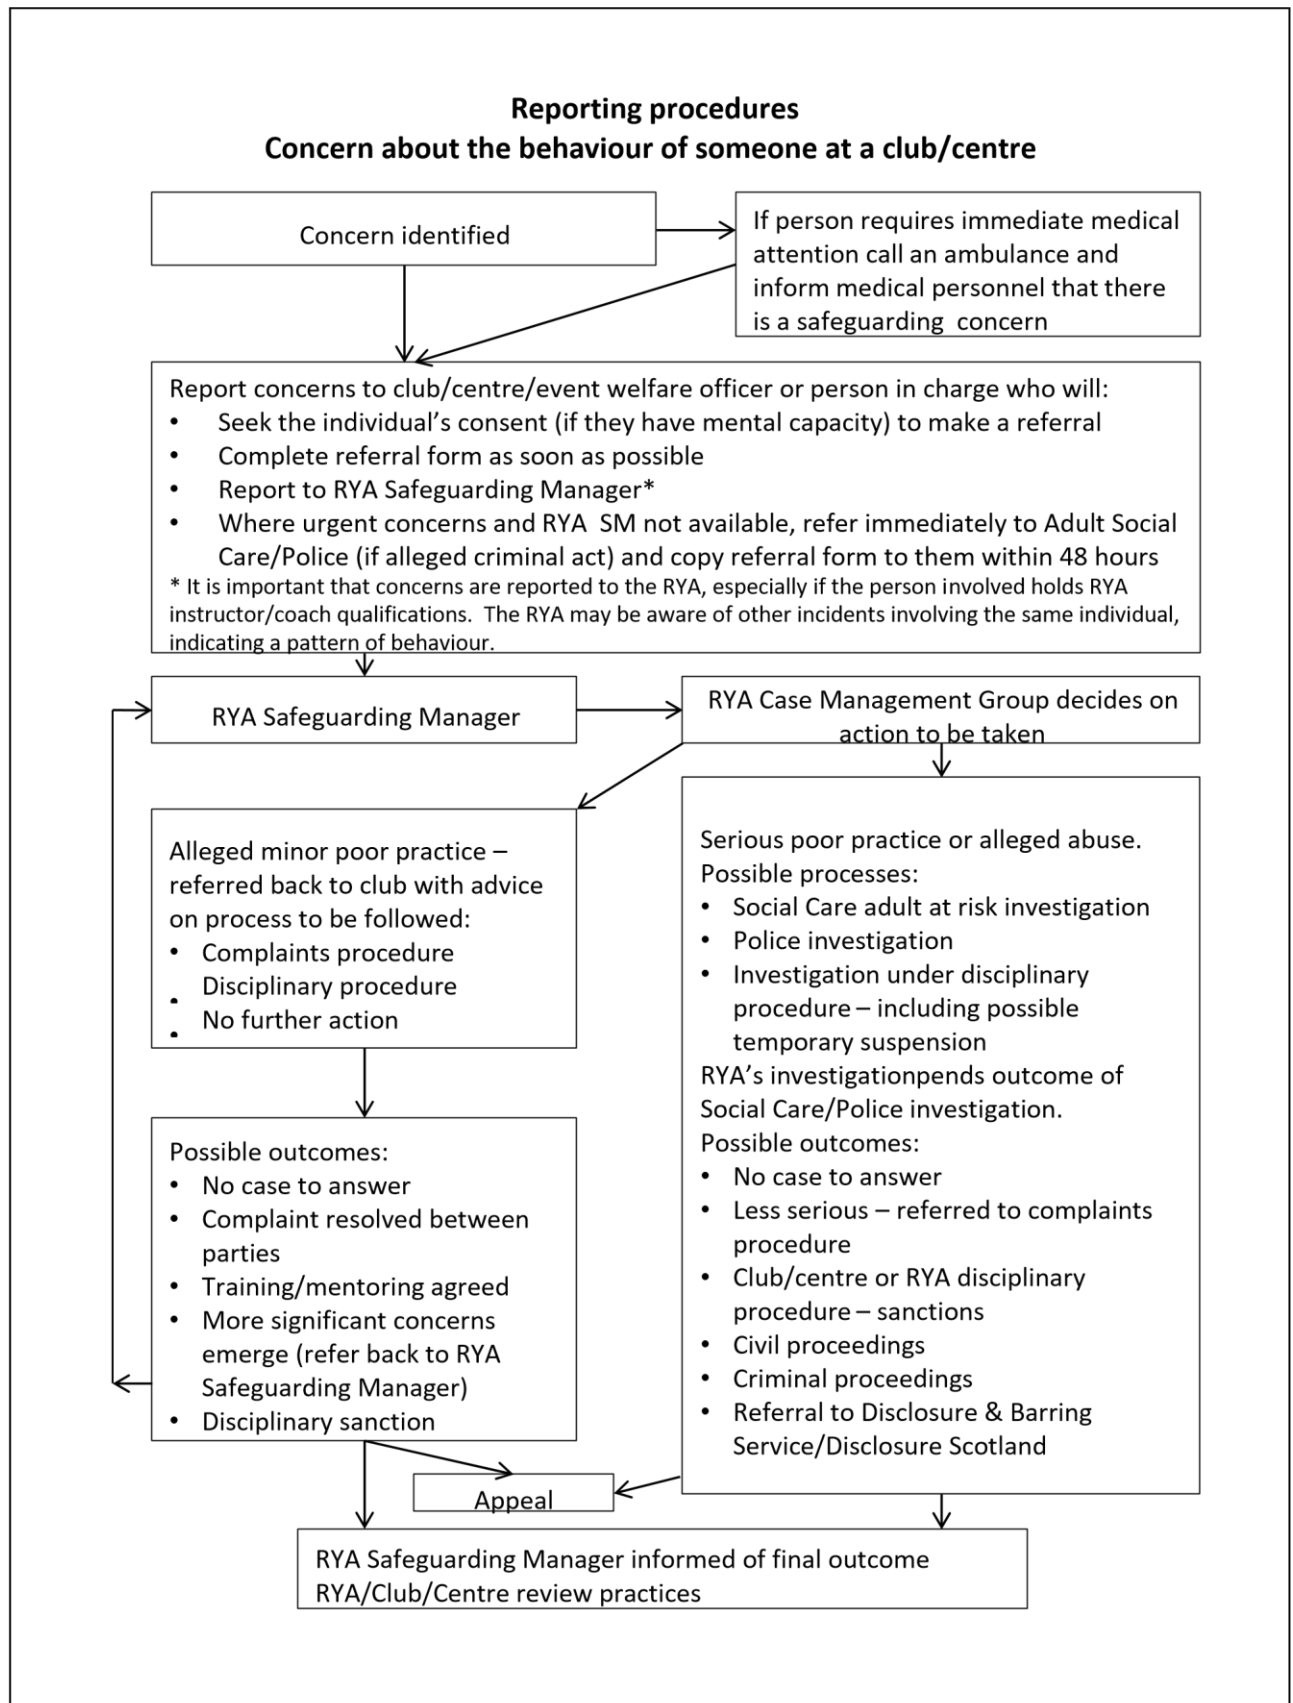 Reporting procedures
Concern about the behaviour of someone at a club/centre
Concern identified
If person requires immediate medical
attention call an ambulance and
inform medical personnel that there
is a safeguarding concern
Report concerns to club/centre/event welfare officer or person in charge who will:
• Seek the individual's consent (if they have mental capacity) to make a referral
• Complete referral form as soon as possible
• Report to RYA Safeguarding Manager*
• Where urgent concerns and RYA SM not available, refer immediately to Adult Social
Care/Police (if alleged criminal act) and copy referral form to them within 48 hours
* It is important that concerns are reported to the RYA, especially if the person involved holds RYA
instructor/coach qualifications. The RYA may be aware of other incidents involving the same individual,
indicating a pattern of behaviour.
RYA Safeguarding Manager
RYA Case Management Group decides on
action to be taken
Alleged minor poor practice –
referred back to club with advice
on process to be followed:
• Complaints procedure
• Disciplinary procedure
• No further action
Possible outcomes:
• No case to answer
• Complaint resolved between
parties
• Training/mentoring agreed
• More significant concerns
emerge (refer back to RYA
Safeguarding Manager)
• Disciplinary sanction
Serious poor practice or alleged abuse.
Possible processes:
• Social Care adult at risk investigation
• Police investigation
• Investigation under disciplinary
procedure – including possible
temporary suspension
RYA's investigationpends outcome of
Social Care/Police investigation.
Possible outcomes:
• No case to answer
• Less serious – referred to complaints
procedure
• Club/centre or RYA disciplinary
procedure – sanctions
• Civil proceedings
• Criminal proceedings
• Referral to Disclosure & Barring
Service/Disclosure Scotland
Appeal
RYA Safeguarding Manager informed of final outcome
RYA/Club/Centre review practices